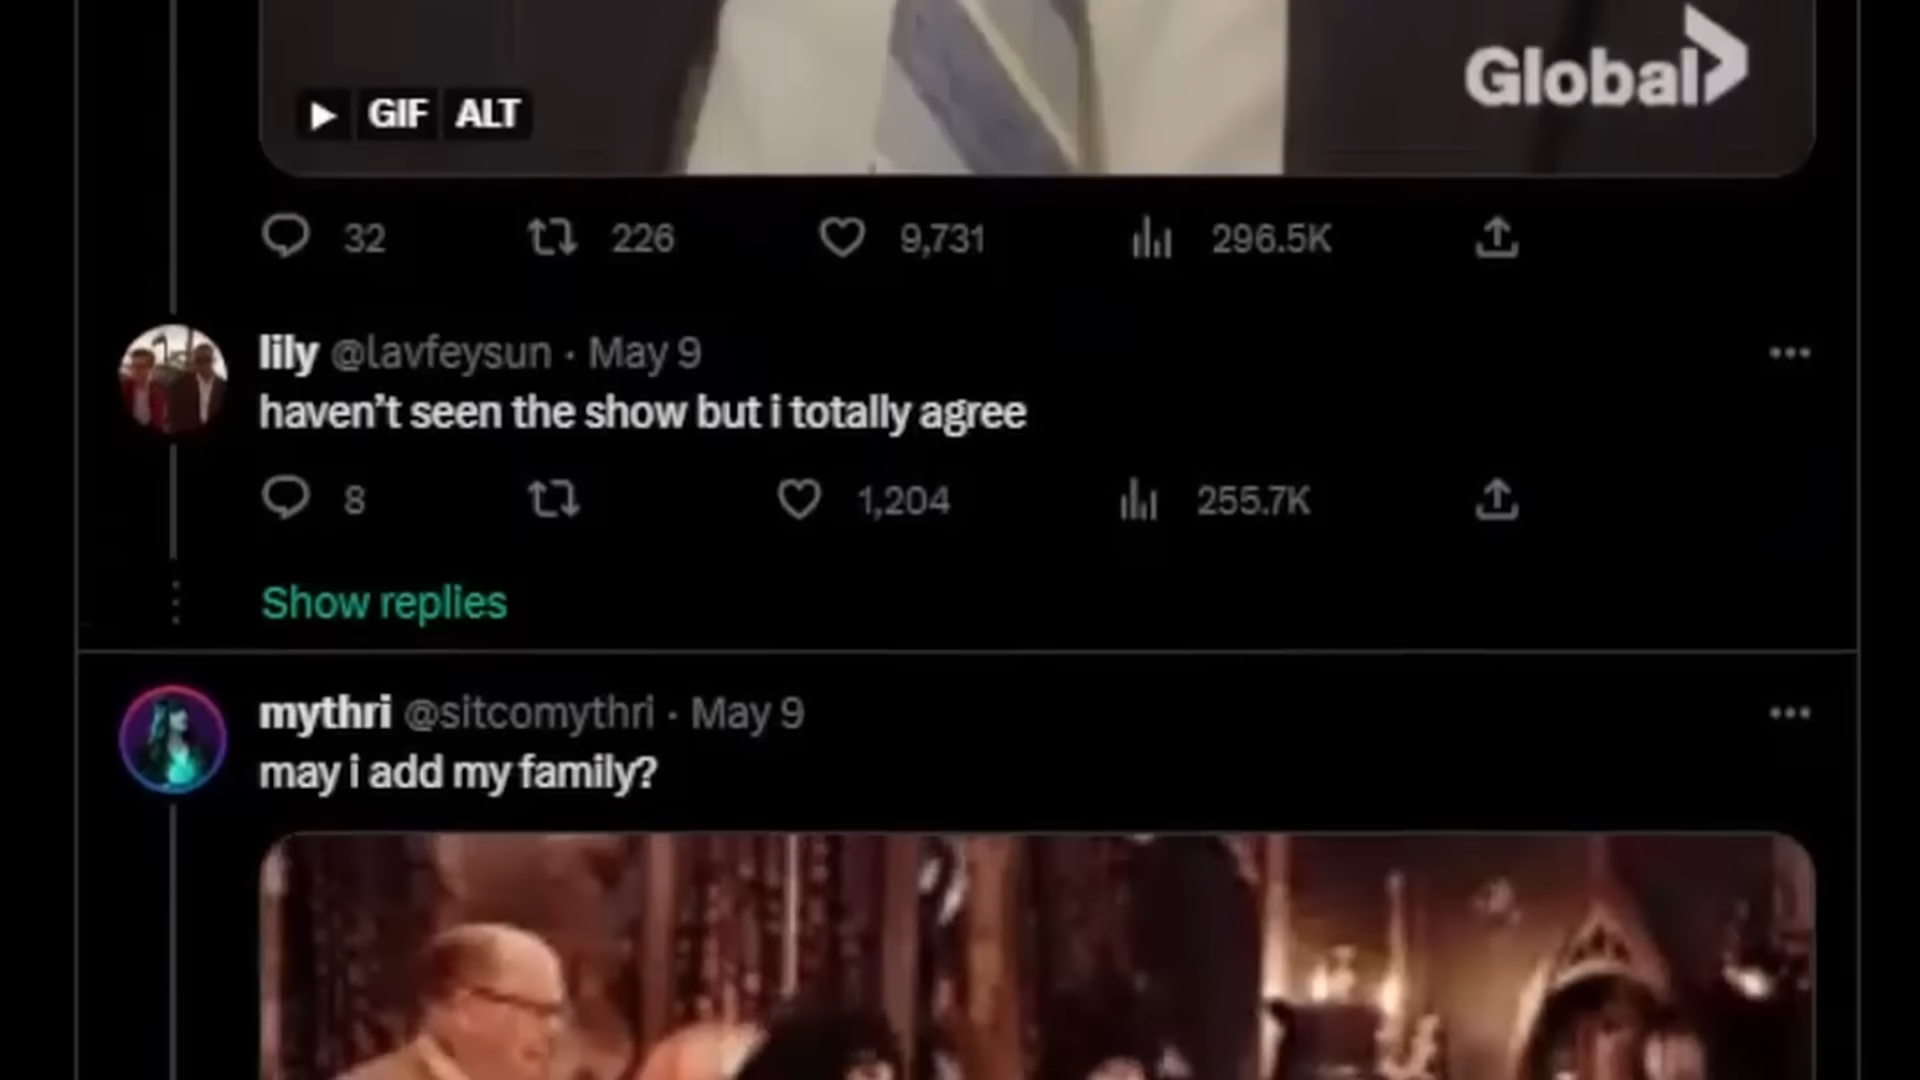 Global
GIF ALT
32 226 9,731 296.5K
lily @lavfeysun · May 9
haven't seen the show but i totally agree
8 1,204 255.7K
Show replies
mythri @sitcomythri · May 9
may i add my family?